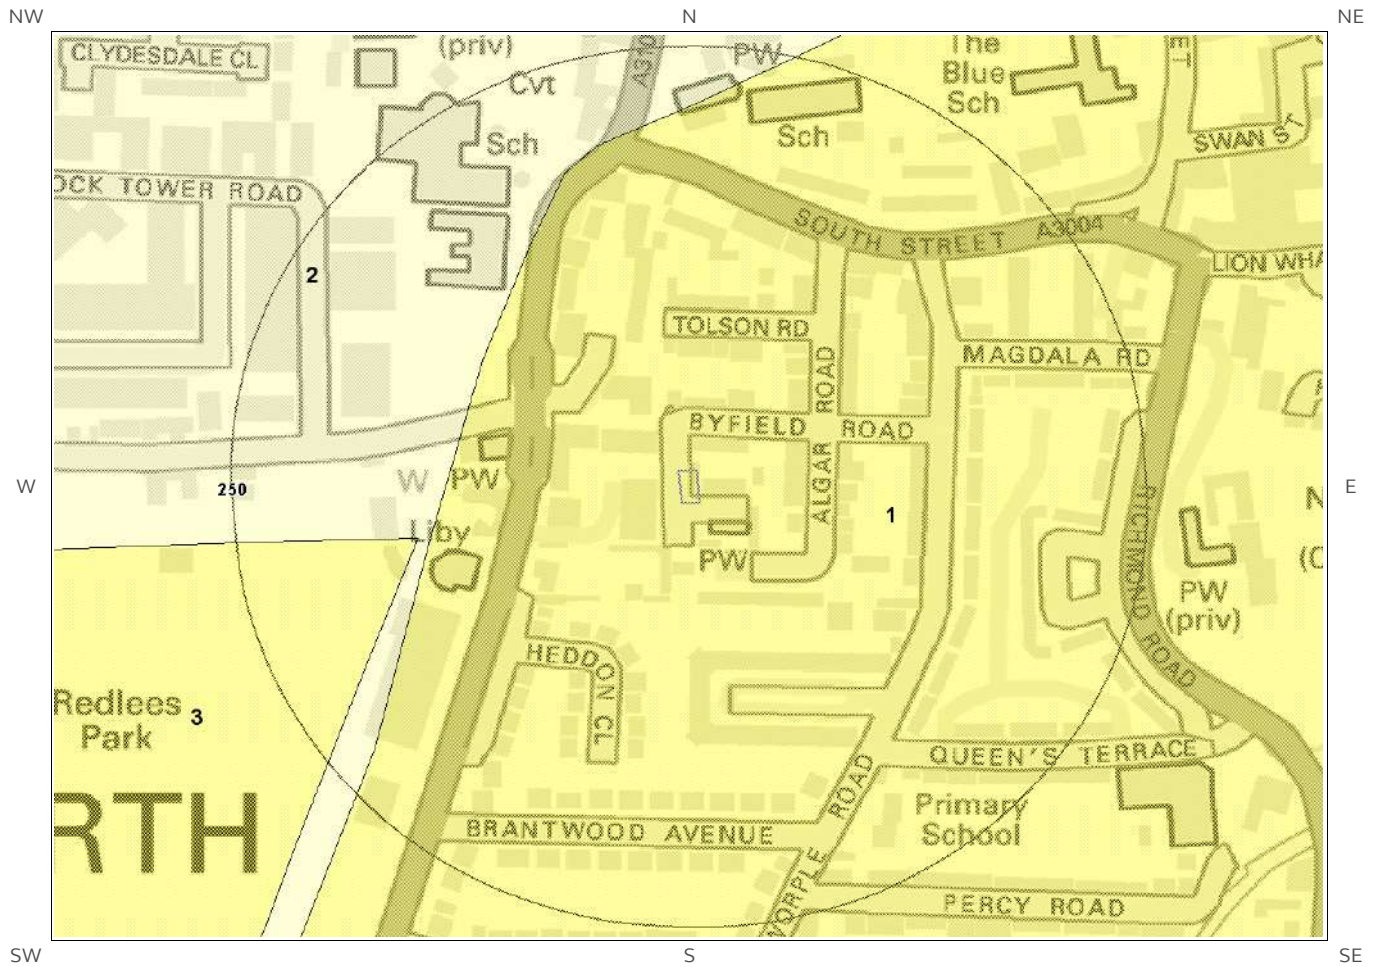 NW
N
NE
CLYDESDALE CL
(priv)
Cvt
A310
PW
The
Blue
Sch
Sch
Sch
SWAN ST
OCK TOWER ROAD
SOUTH STREET A3004
LION WHA
2
TOLSON RD
MAGDALA RD
ALGAR ROAD
BYFIELD ROAD
W
250
W
PW
1
E
N
Liby
PW
(C
PW
(priv)
RICHMOND ROAD
HEDDON CL
Redlees
Park
3
QUEEN'S TERRACE
Primary
School
RTH
BRANTWOOD AVENUE
WORPLE ROAD
PERCY ROAD
SW
S
SE